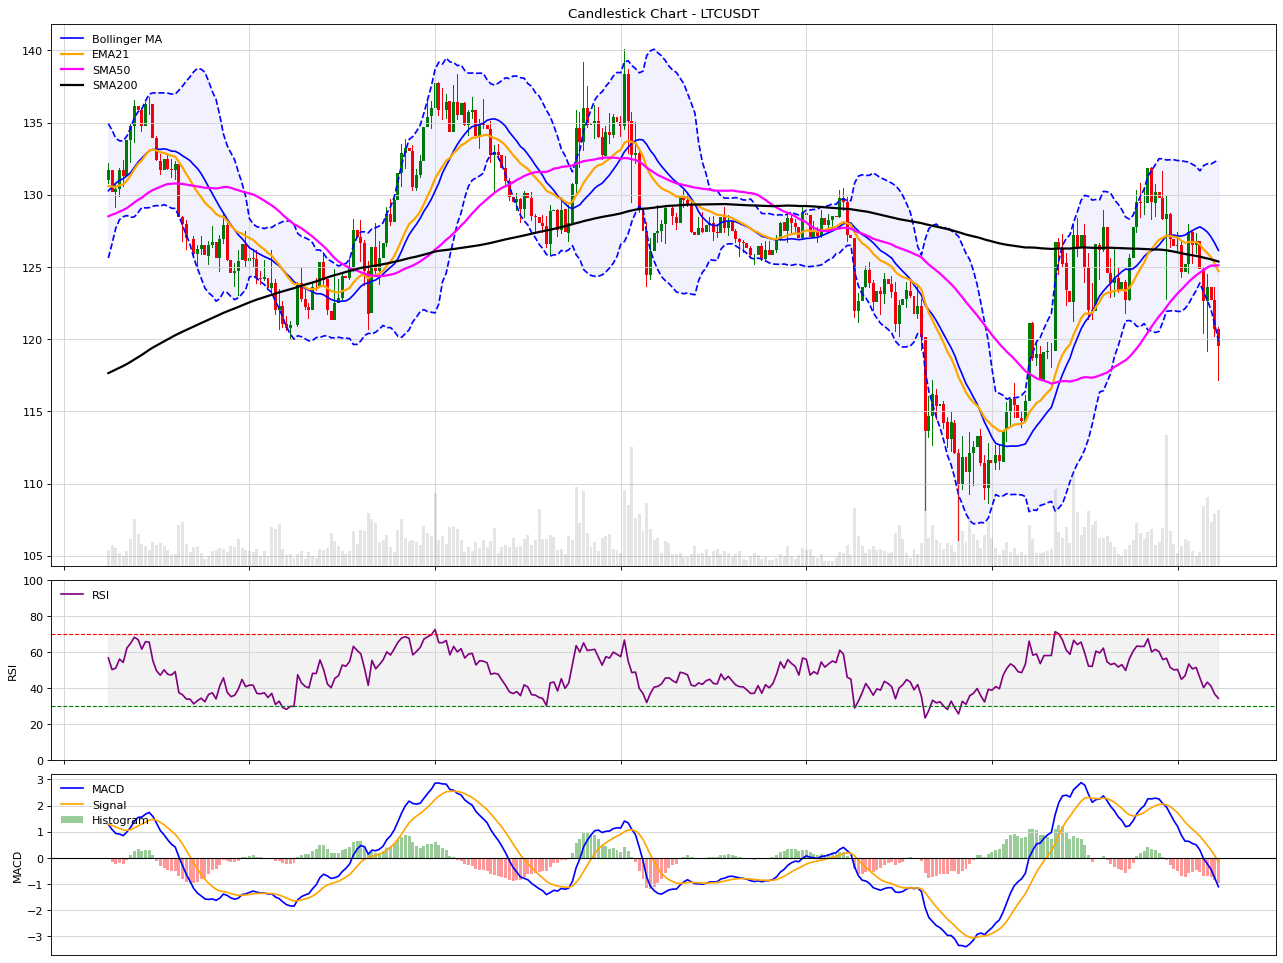 Candlestick Chart - LTCUSDT
Bollinger MA
EMA21
SMA50
SMA200
140
135
130
125
120
115
110
105
100
80
60
40
20
0
RSI
RSI
3
2
1
0
−1
−2
−3
MACD
MACD
Signal
Histogram